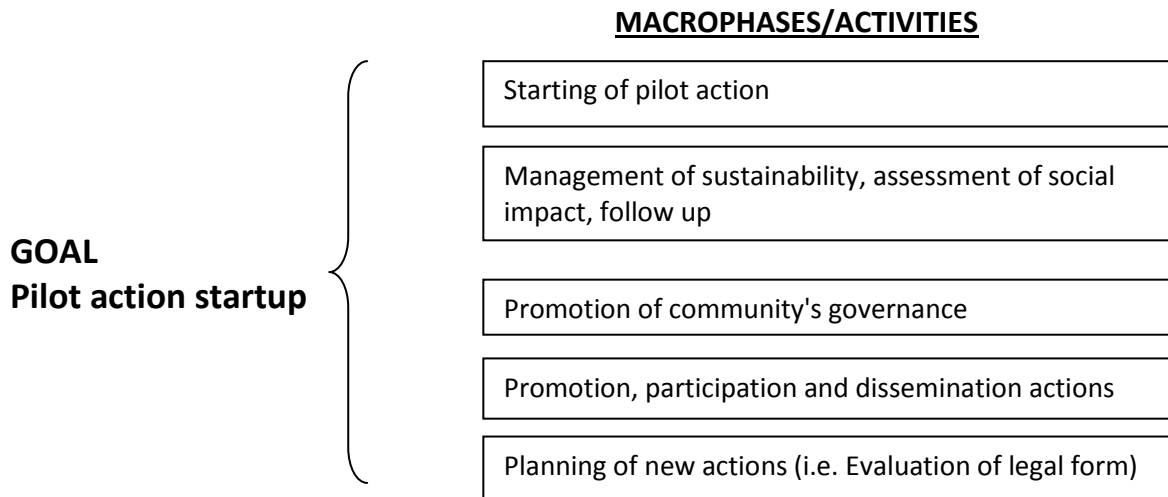 MACROPHASES/ACTIVITIES
Starting of pilot action
Management of sustainability, assessment of social
impact, follow up
GOAL
Pilot action startup
Promotion of community's governance
Promotion, participation and dissemination actions
Planning of new actions (i.e. Evaluation of legal form)